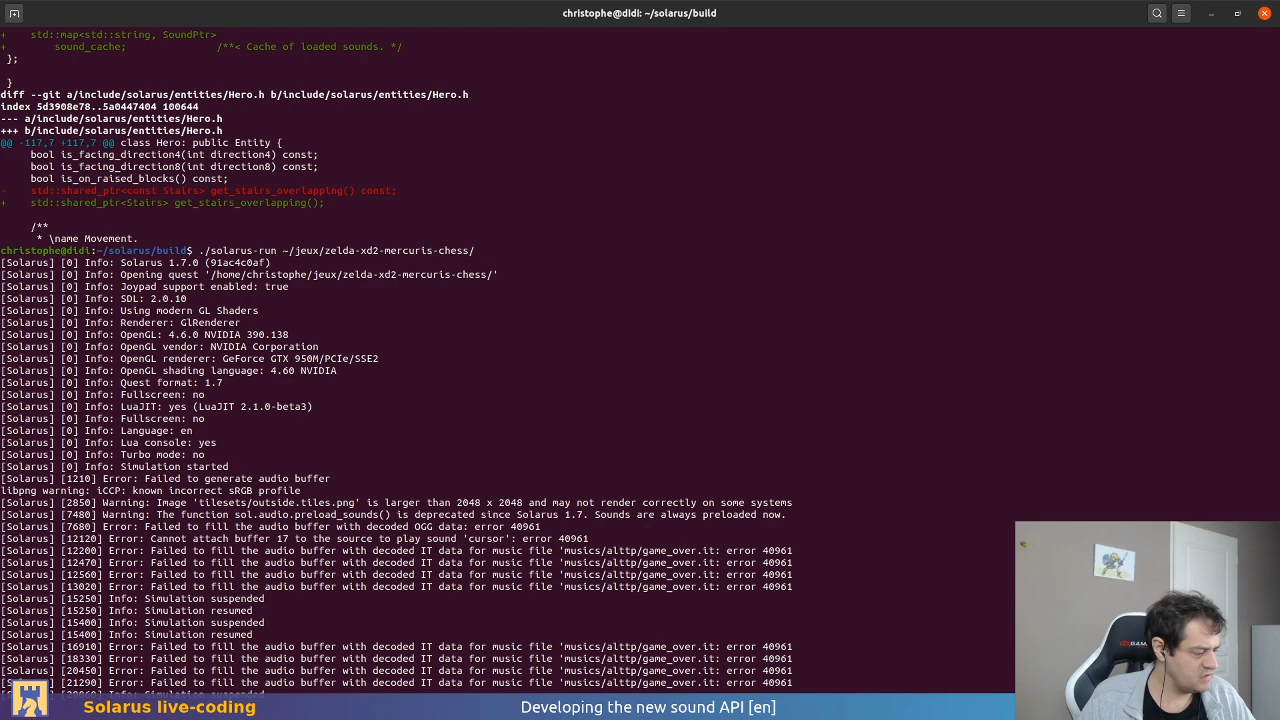 christophe@didi: ~/solarus/build
+    std::map<std::string, SoundPtr>
+        sound_cache;               /**< Cache of loaded sounds. */
 };
 }
diff --git a/include/solarus/entities/Hero.h b/include/solarus/entities/Hero.h
index 5d3908e78..5a0447404 100644
--- a/include/solarus/entities/Hero.h
+++ b/include/solarus/entities/Hero.h
@@ -117,7 +117,7 @@ class Hero: public Entity {
     bool is_facing_direction4(int direction4) const;
     bool is_facing_direction8(int direction8) const;
     bool is_on_raised_blocks() const;
-    std::shared_ptr<const Stairs> get_stairs_overlapping() const;
+    std::shared_ptr<Stairs> get_stairs_overlapping();
     /**
      * \name Movement.
christophe@didi:~/solarus/build$ ./solarus-run ~/jeux/zelda-xd2-mercuris-chess/
[Solarus] [0] Info: Solarus 1.7.0 (91ac4c0af)
[Solarus] [0] Info: Opening quest '/home/christophe/jeux/zelda-xd2-mercuris-chess/'
[Solarus] [0] Info: Joypad support enabled: true
[Solarus] [0] Info: SDL: 2.0.10
[Solarus] [0] Info: Using modern GL Shaders
[Solarus] [0] Info: Renderer: GlRenderer
[Solarus] [0] Info: OpenGL: 4.6.0 NVIDIA 390.138
[Solarus] [0] Info: OpenGL vendor: NVIDIA Corporation
[Solarus] [0] Info: OpenGL renderer: GeForce GTX 950M/PCIe/SSE2
[Solarus] [0] Info: OpenGL shading language: 4.60 NVIDIA
[Solarus] [0] Info: Quest format: 1.7
[Solarus] [0] Info: Fullscreen: no
[Solarus] [0] Info: LuaJIT: yes (LuaJIT 2.1.0-beta3)
[Solarus] [0] Info: Fullscreen: no
[Solarus] [0] Info: Language: en
[Solarus] [0] Info: Lua console: yes
[Solarus] [0] Info: Turbo mode: no
[Solarus] [0] Info: Simulation started
[Solarus] [1210] Error: Failed to generate audio buffer
libpng warning: iCCP: known incorrect sRGB profile
[Solarus] [2850] Warning: Image 'tilesets/outside.tiles.png' is larger than 2048 x 2048 and may not render correctly on some systems
[Solarus] [7480] Warning: The function sol.audio.preload_sounds() is deprecated since Solarus 1.7. Sounds are always preloaded now.
[Solarus] [7680] Error: Failed to fill the audio buffer with decoded OGG data: error 40961
[Solarus] [12120] Error: Cannot attach buffer 17 to the source to play sound 'cursor': error 40961
[Solarus] [12200] Error: Failed to fill the audio buffer with decoded IT data for music file 'musics/alttp/game_over.it: error 40961
[Solarus] [12470] Error: Failed to fill the audio buffer with decoded IT data for music file 'musics/alttp/game_over.it: error 40961
[Solarus] [12560] Error: Failed to fill the audio buffer with decoded IT data for music file 'musics/alttp/game_over.it: error 40961
[Solarus] [13020] Error: Failed to fill the audio buffer with decoded IT data for music file 'musics/alttp/game_over.it: error 40961
[Solarus] [15250] Info: Simulation suspended
[Solarus] [15250] Info: Simulation resumed
[Solarus] [15400] Info: Simulation suspended
[Solarus] [15400] Info: Simulation resumed
[Solarus] [16910] Error: Failed to fill the audio buffer with decoded IT data for music file 'musics/alttp/game_over.it: error 40961
[Solarus] [18330] Error: Failed to fill the audio buffer with decoded IT data for music file 'musics/alttp/game_over.it: error 40961
[Solarus] [20450] Error: Failed to fill the audio buffer with decoded IT data for music file 'musics/alttp/game_over.it: error 40961
[Solarus] [21290] Error: Failed to fill the audio buffer with decoded IT data for music file 'musics/alttp/game_over.it: error 40961
Solarus live-coding
Developing the new sound API [en]